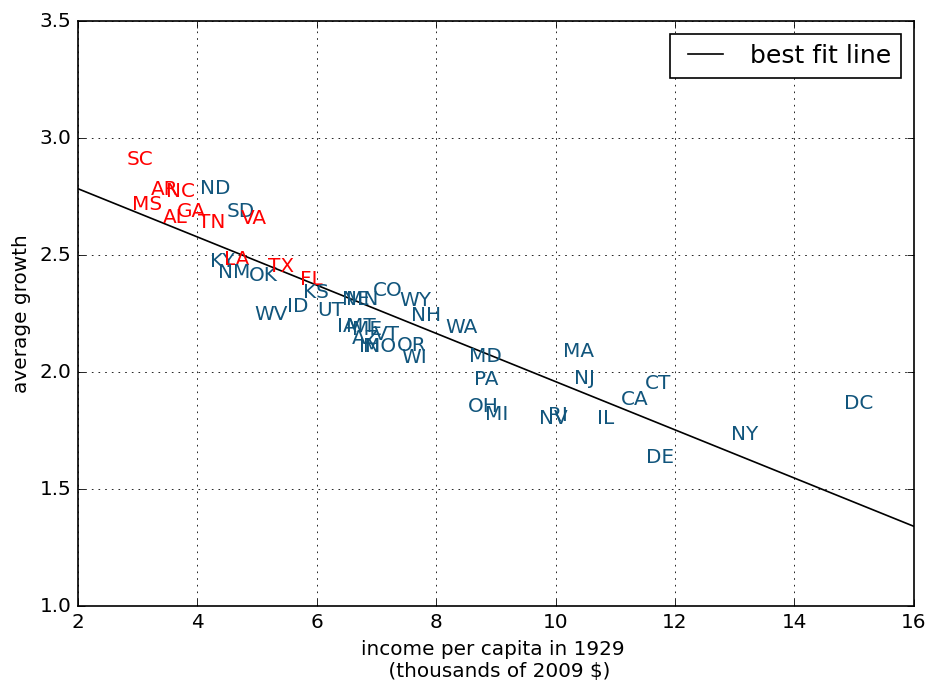 3.5
best fit line
3.0
SC
AR
NC
ND
MS
GA
SD
AL
TN
VA
2.5
KY
LA
NM
OK
TX
FL
KS
CO
WY
WV
ID
UT
NH
WA
VT
OR
WI
MD
MA
2.0
PA
NJ
CT
OH
MI
NV
RI
IL
CA
DC
NY
DE
1.5
1.0
2 4 6 8 10 12 14 16
average growth
income per capita in 1929
(thousands of 2009 $)